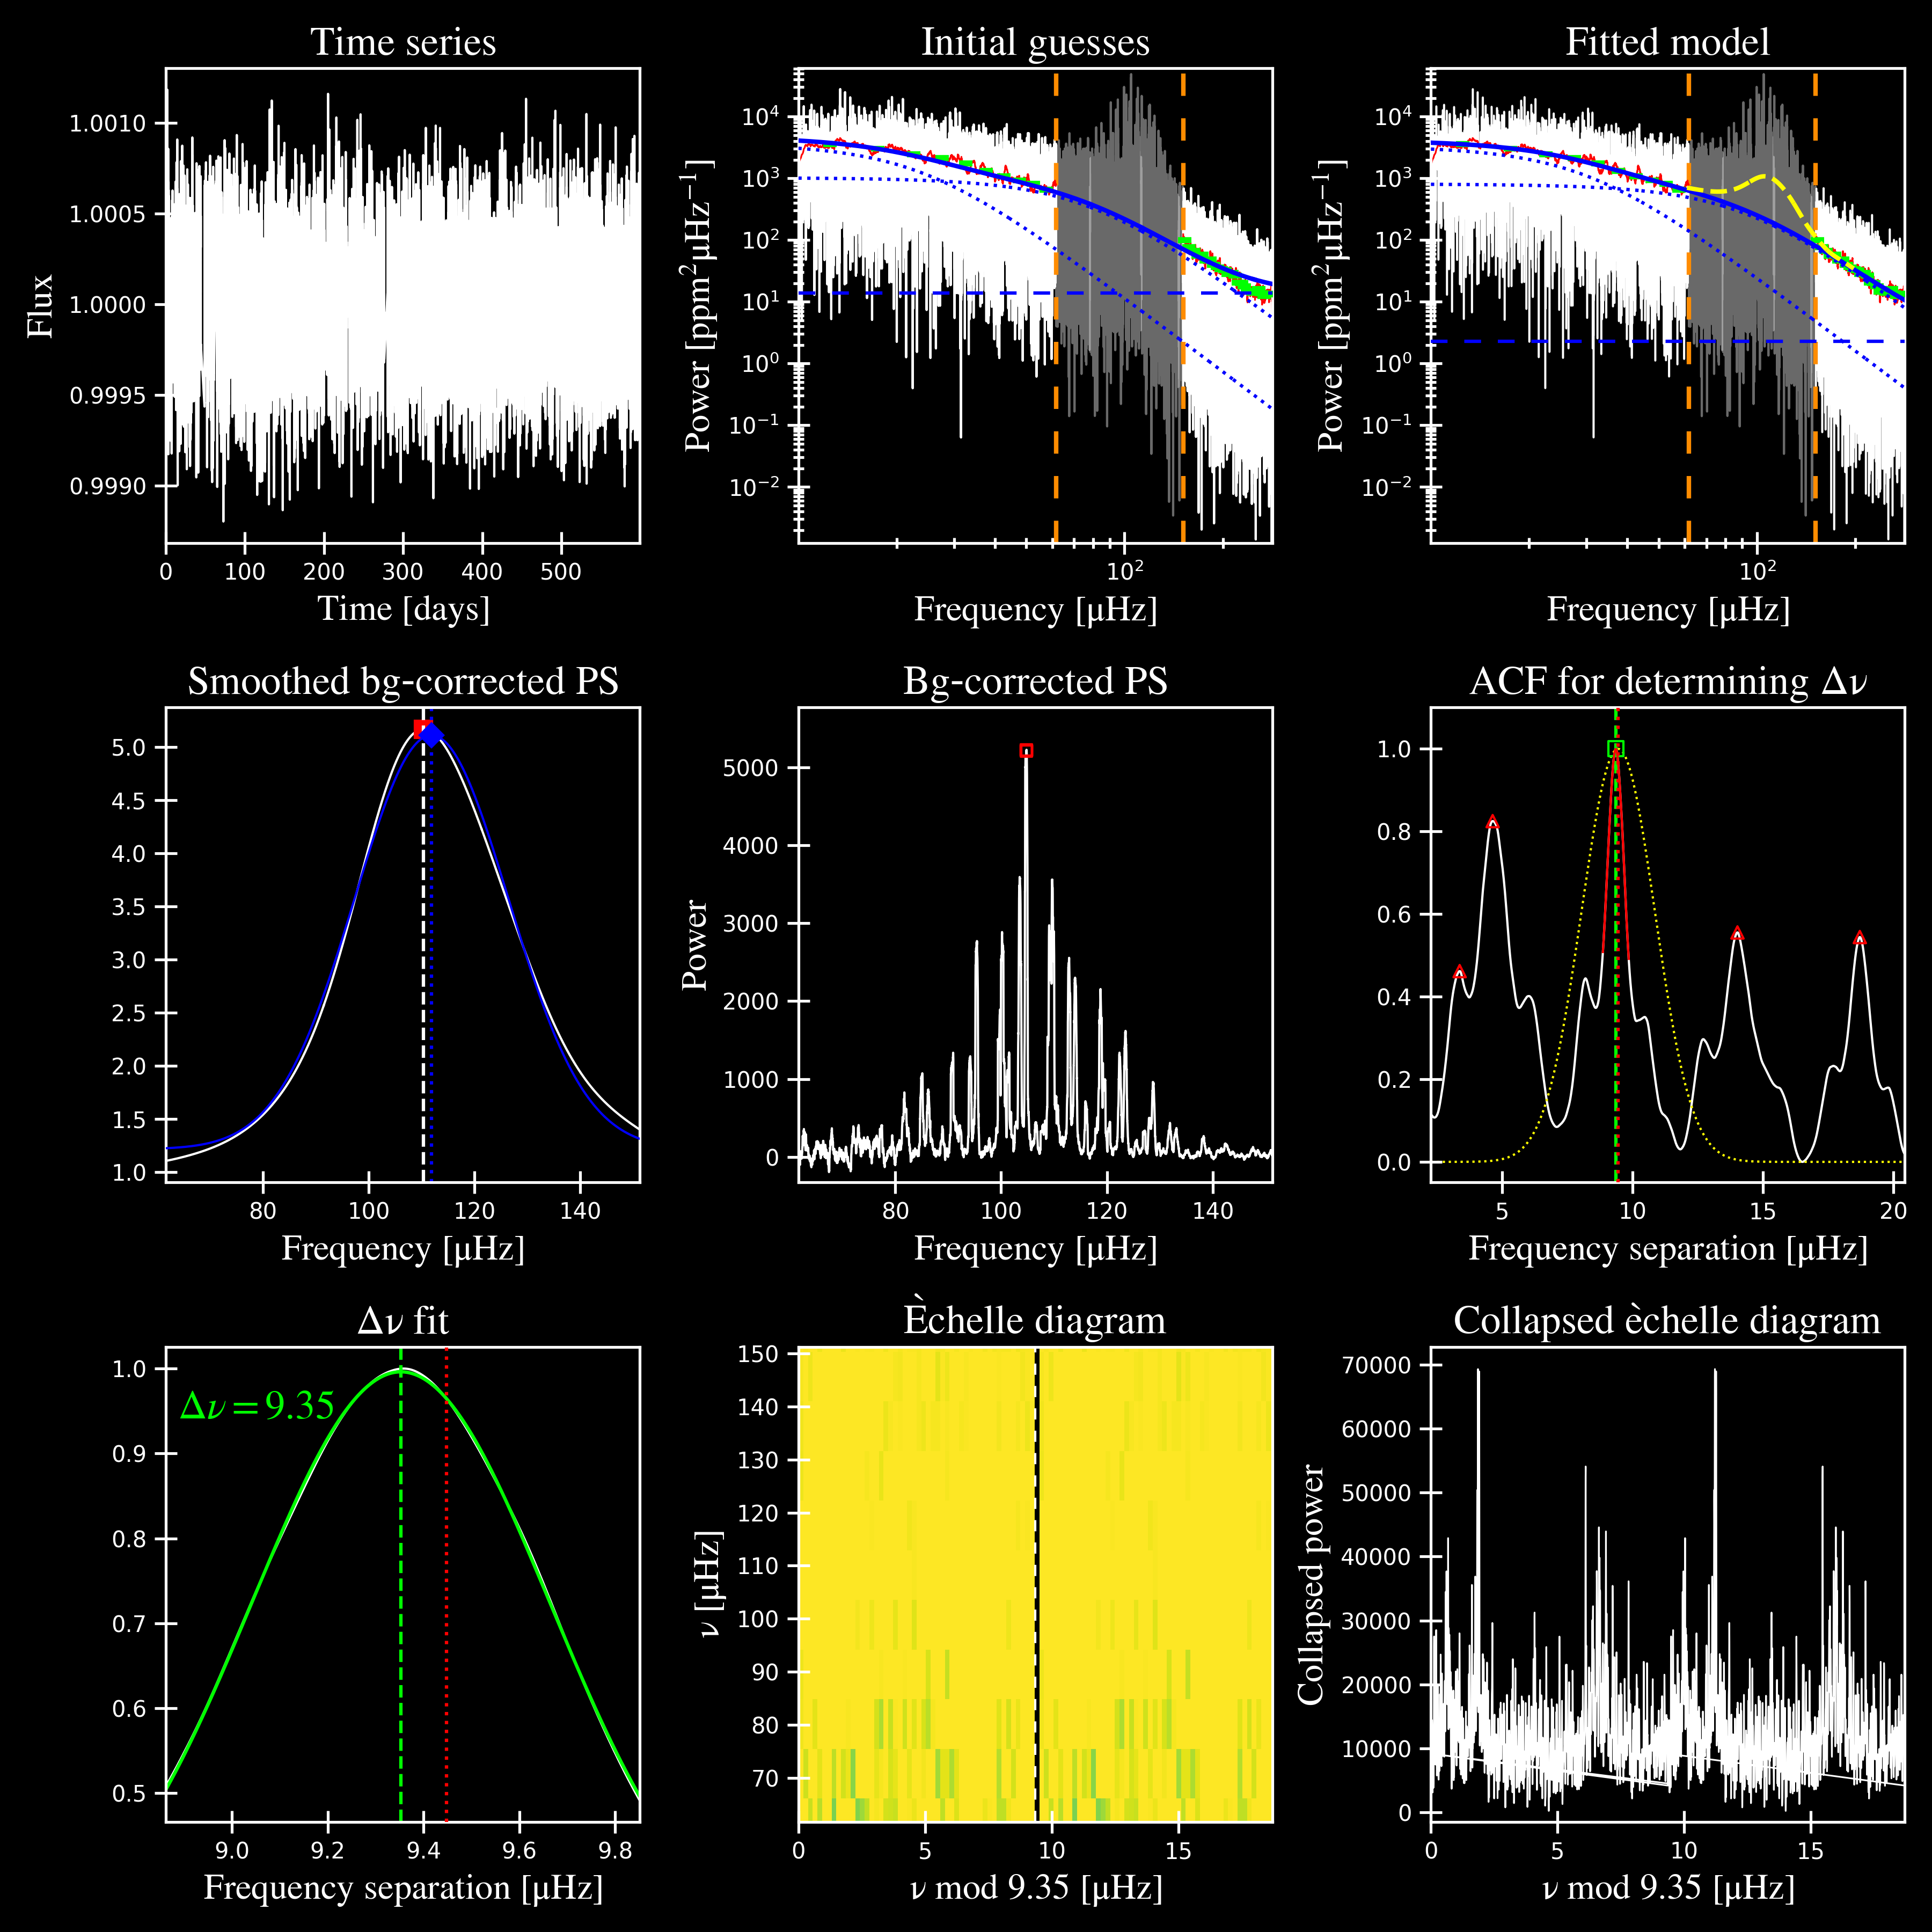 Time series
Flux
1.0010
1.0005
1.0000
0.9995
0.9990
0 100 200 300 400 500
Time [days]
Initial guesses
Power [ppm²μHz⁻¹]
10⁴
10³
10²
10¹
10⁰
10⁻¹
10⁻²
10²
Frequency [μHz]
Fitted model
Power [ppm²μHz⁻¹]
10⁴
10³
10²
10¹
10⁰
10⁻¹
10⁻²
10²
Frequency [μHz]
Smoothed bg-corrected PS
5.0
4.5
4.0
3.5
3.0
2.5
2.0
1.5
1.0
80 100 120 140
Frequency [μHz]
Bg-corrected PS
Power
5000
4000
3000
2000
1000
0
80 100 120 140
Frequency [μHz]
ACF for determining Δν
1.0
0.8
0.6
0.4
0.2
0.0
5 10 15 20
Frequency separation [μHz]
Δν fit
Δν = 9.35
1.0
0.9
0.8
0.7
0.6
0.5
9.0 9.2 9.4 9.6 9.8
Frequency separation [μHz]
Èchelle diagram
ν [μHz]
150
140
130
120
110
100
90
80
70
0 5 10 15
ν mod 9.35 [μHz]
Collapsed èchelle diagram
Collapsed power
70000
60000
50000
40000
30000
20000
10000
0
0 5 10 15
ν mod 9.35 [μHz]